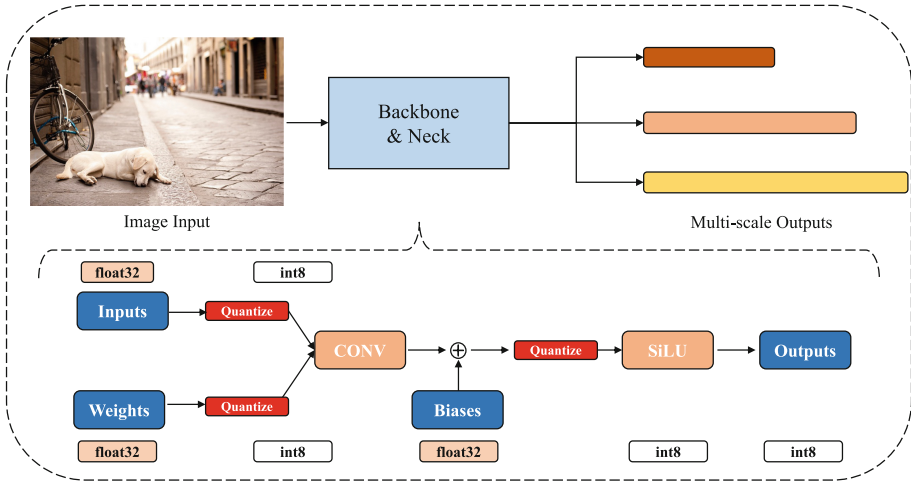 Backbone
& Neck
Image Input
Multi-scale Outputs
float32
int8
Inputs
Quantize
CONV
Quantize
SiLU
Outputs
Weights
Quantize
Biases
float32
int8
float32
int8
int8